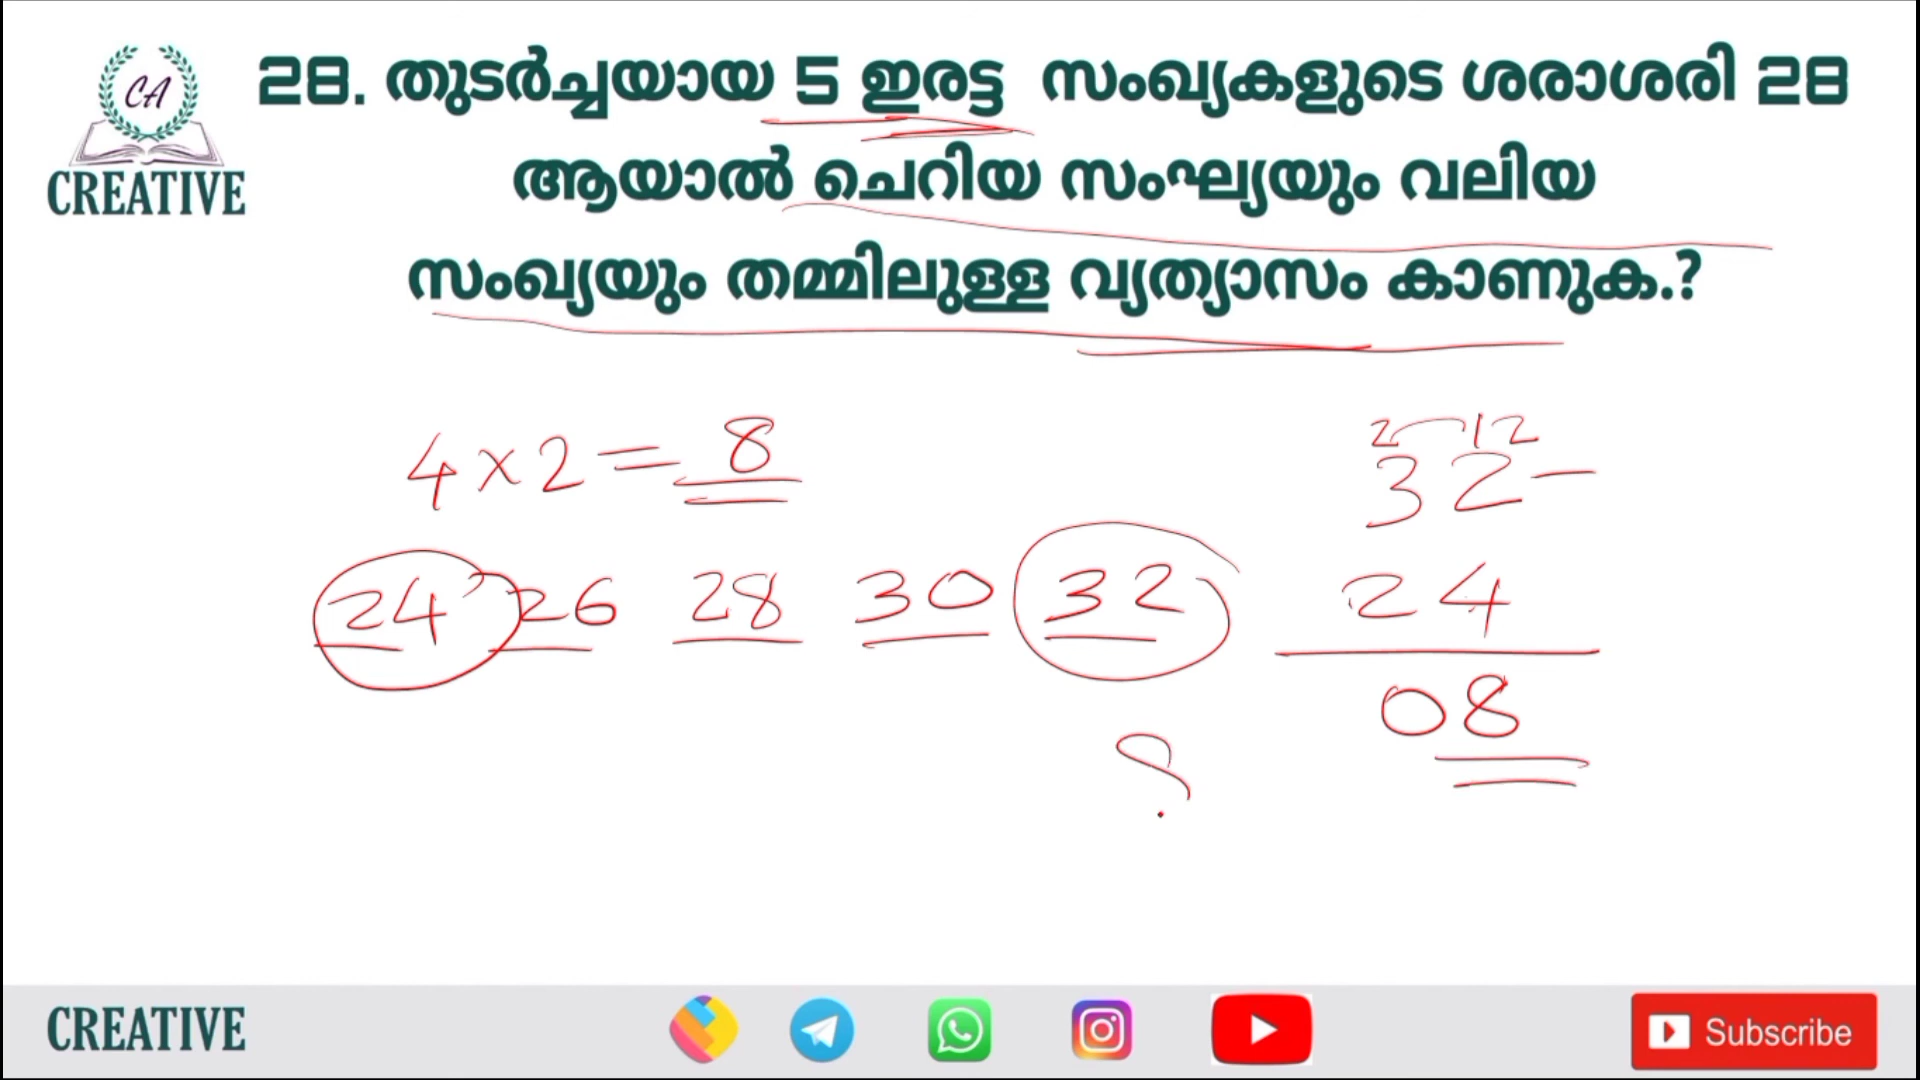 CA
CREATIVE
28. തുടർച്ചയായ 5 ഇരട്ട സംഖ്യകളുടെ ശരാശരി 28
ആയാൽ ചെറിയ സംഘ്യയും വലിയ
സംഖ്യയും തമ്മിലുള്ള വ്യത്യാസം കാണുക.?
4 × 2 = 8
2 12
32 -
24 26 28 30 32
24
08
?
CREATIVE
Subscribe